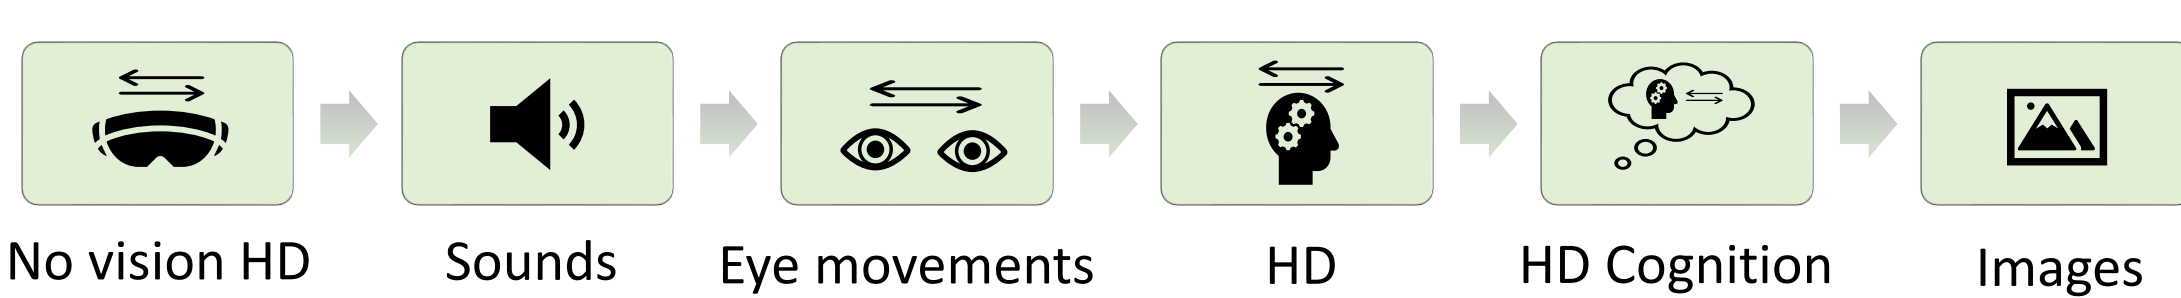 No vision HD
Sounds
Eye movements
HD
HD Cognition
Images